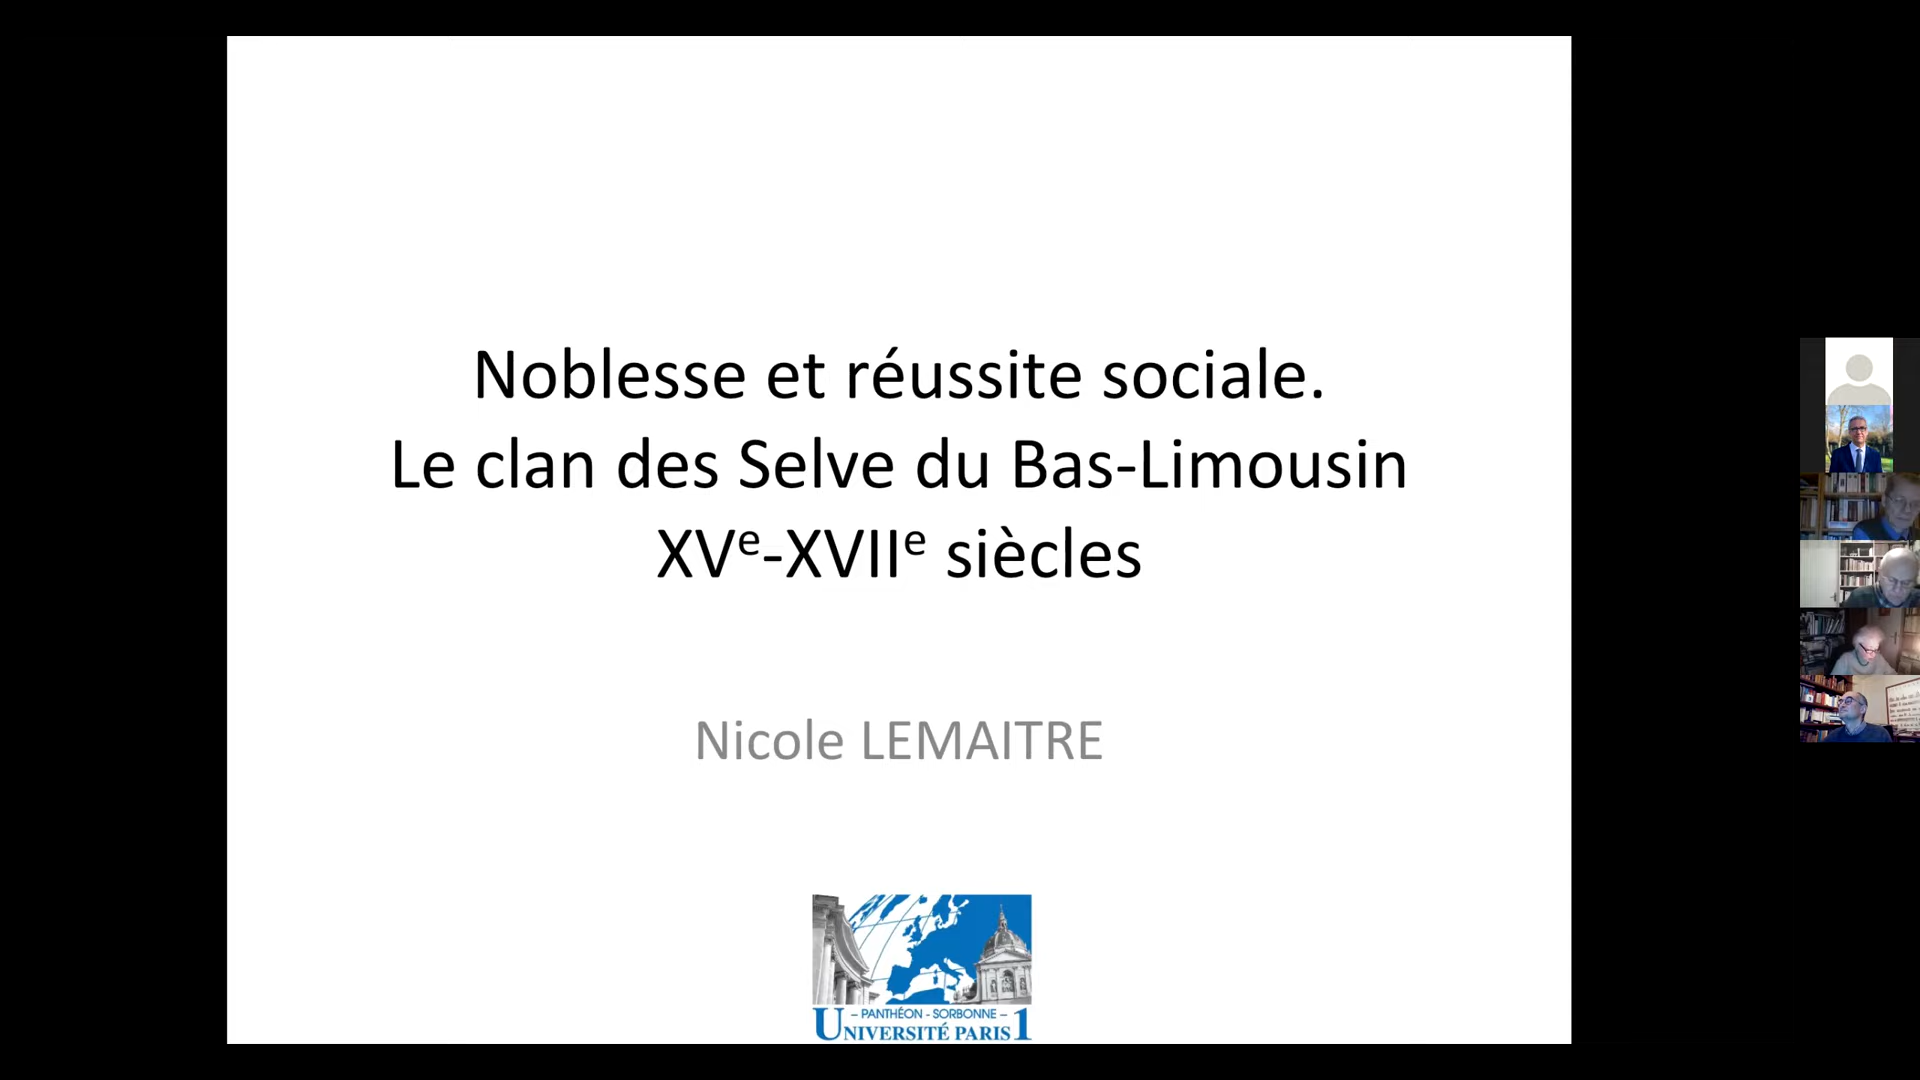 Noblesse et réussite sociale.
Le clan des Selve du Bas-Limousin
XVe-XVIIe siècles
Nicole LEMAITRE
– PANTHÉON - SORBONNE –
UNIVERSITÉ PARIS 1